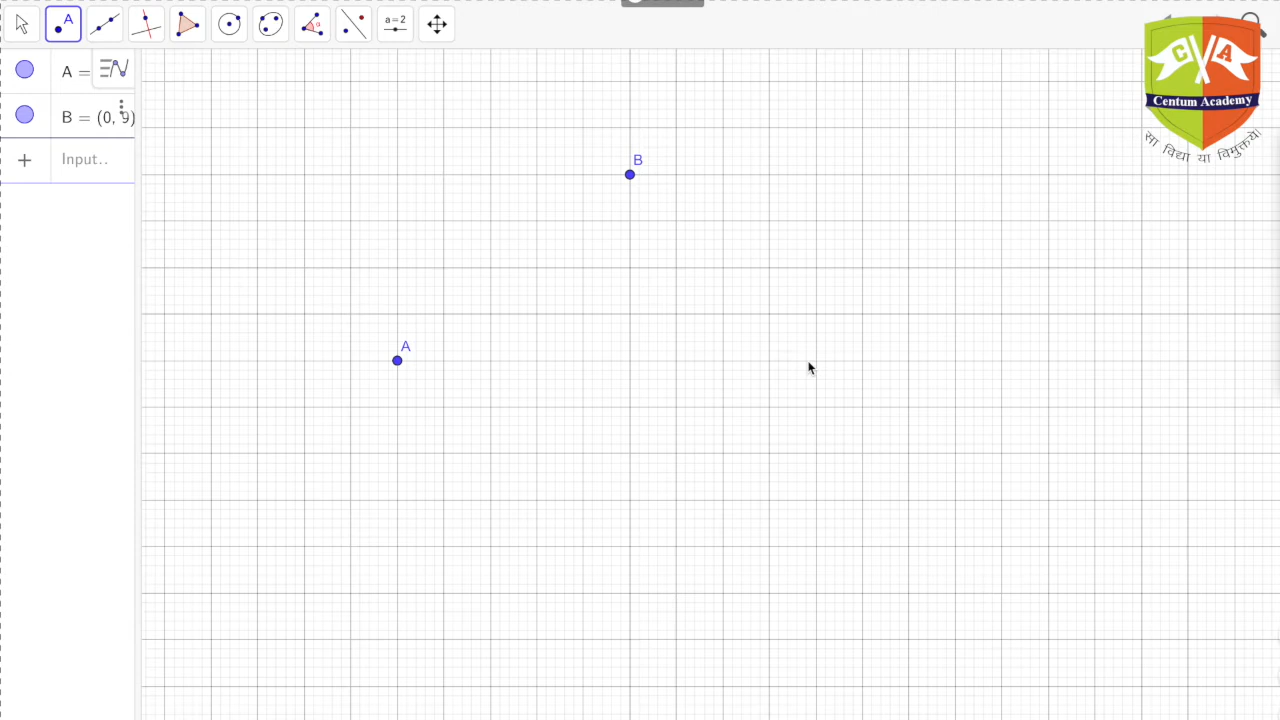 A
a=2
α
A =
B = (0, 9)
Input..
B
A
C A
Centum Academy
सा विद्या या विमुक्तये।